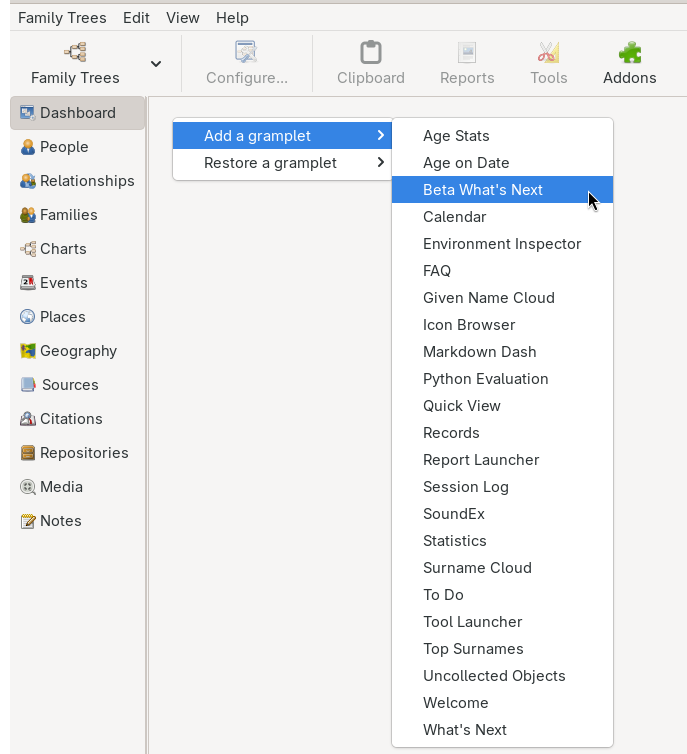 Family Trees Edit View Help
Family Trees Configure... Clipboard Reports Tools Addons
Dashboard
People
Relationships
Families
Charts
Events
Places
Geography
Sources
Citations
Repositories
Media
Notes
Add a gramplet
Restore a gramplet
Age Stats
Age on Date
Beta What's Next
Calendar
Environment Inspector
FAQ
Given Name Cloud
Icon Browser
Markdown Dash
Python Evaluation
Quick View
Records
Report Launcher
Session Log
SoundEx
Statistics
Surname Cloud
To Do
Tool Launcher
Top Surnames
Uncollected Objects
Welcome
What's Next